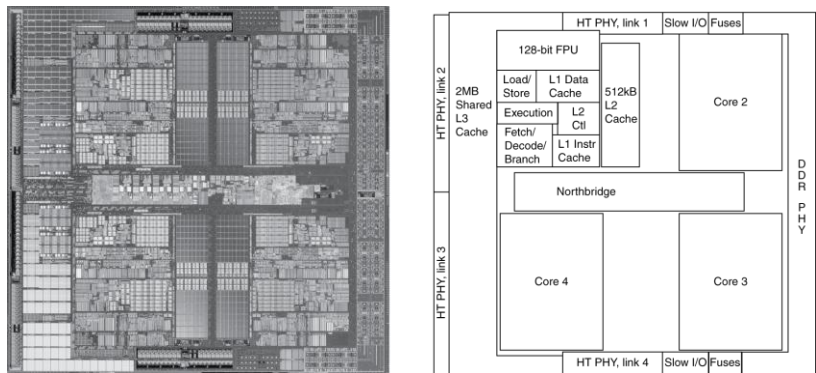 HT PHY, link 1
Slow I/O
Fuses
HT PHY, link 2
128-bit FPU
2MB
Shared
L3
Cache
Load/
Store
L1 Data
Cache
512kB
L2
Cache
Core 2
Execution
L2
Ctl
Fetch/
Decode/
Branch
L1 Instr
Cache
Northbridge
DDR PHY
HT PHY, link 3
Core 4
Core 3
HT PHY, link 4
Slow I/O
Fuses